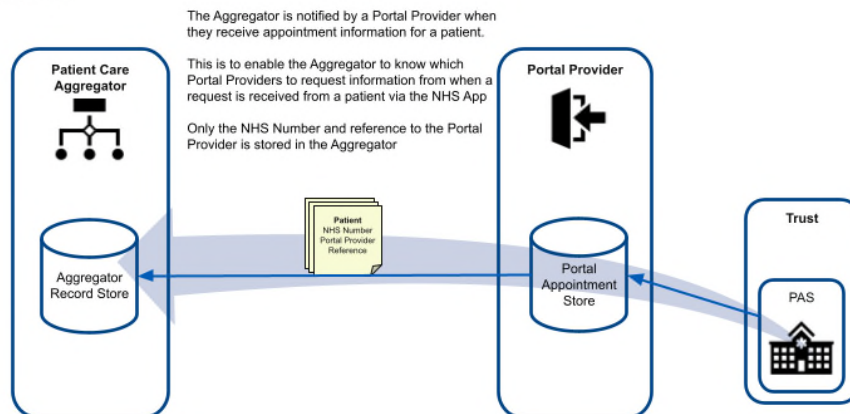 The Aggregator is notified by a Portal Provider when
they receive appointment information for a patient.
This is to enable the Aggregator to know which
Portal Providers to request information from when a
request is received from a patient via the NHS App
Only the NHS Number and reference to the Portal
Provider is stored in the Aggregator
Patient Care
Aggregator
Portal Provider
Trust
Patient
NHS Number
Portal Provider
Reference
Aggregator
Record Store
Portal
Appointment
Store
PAS